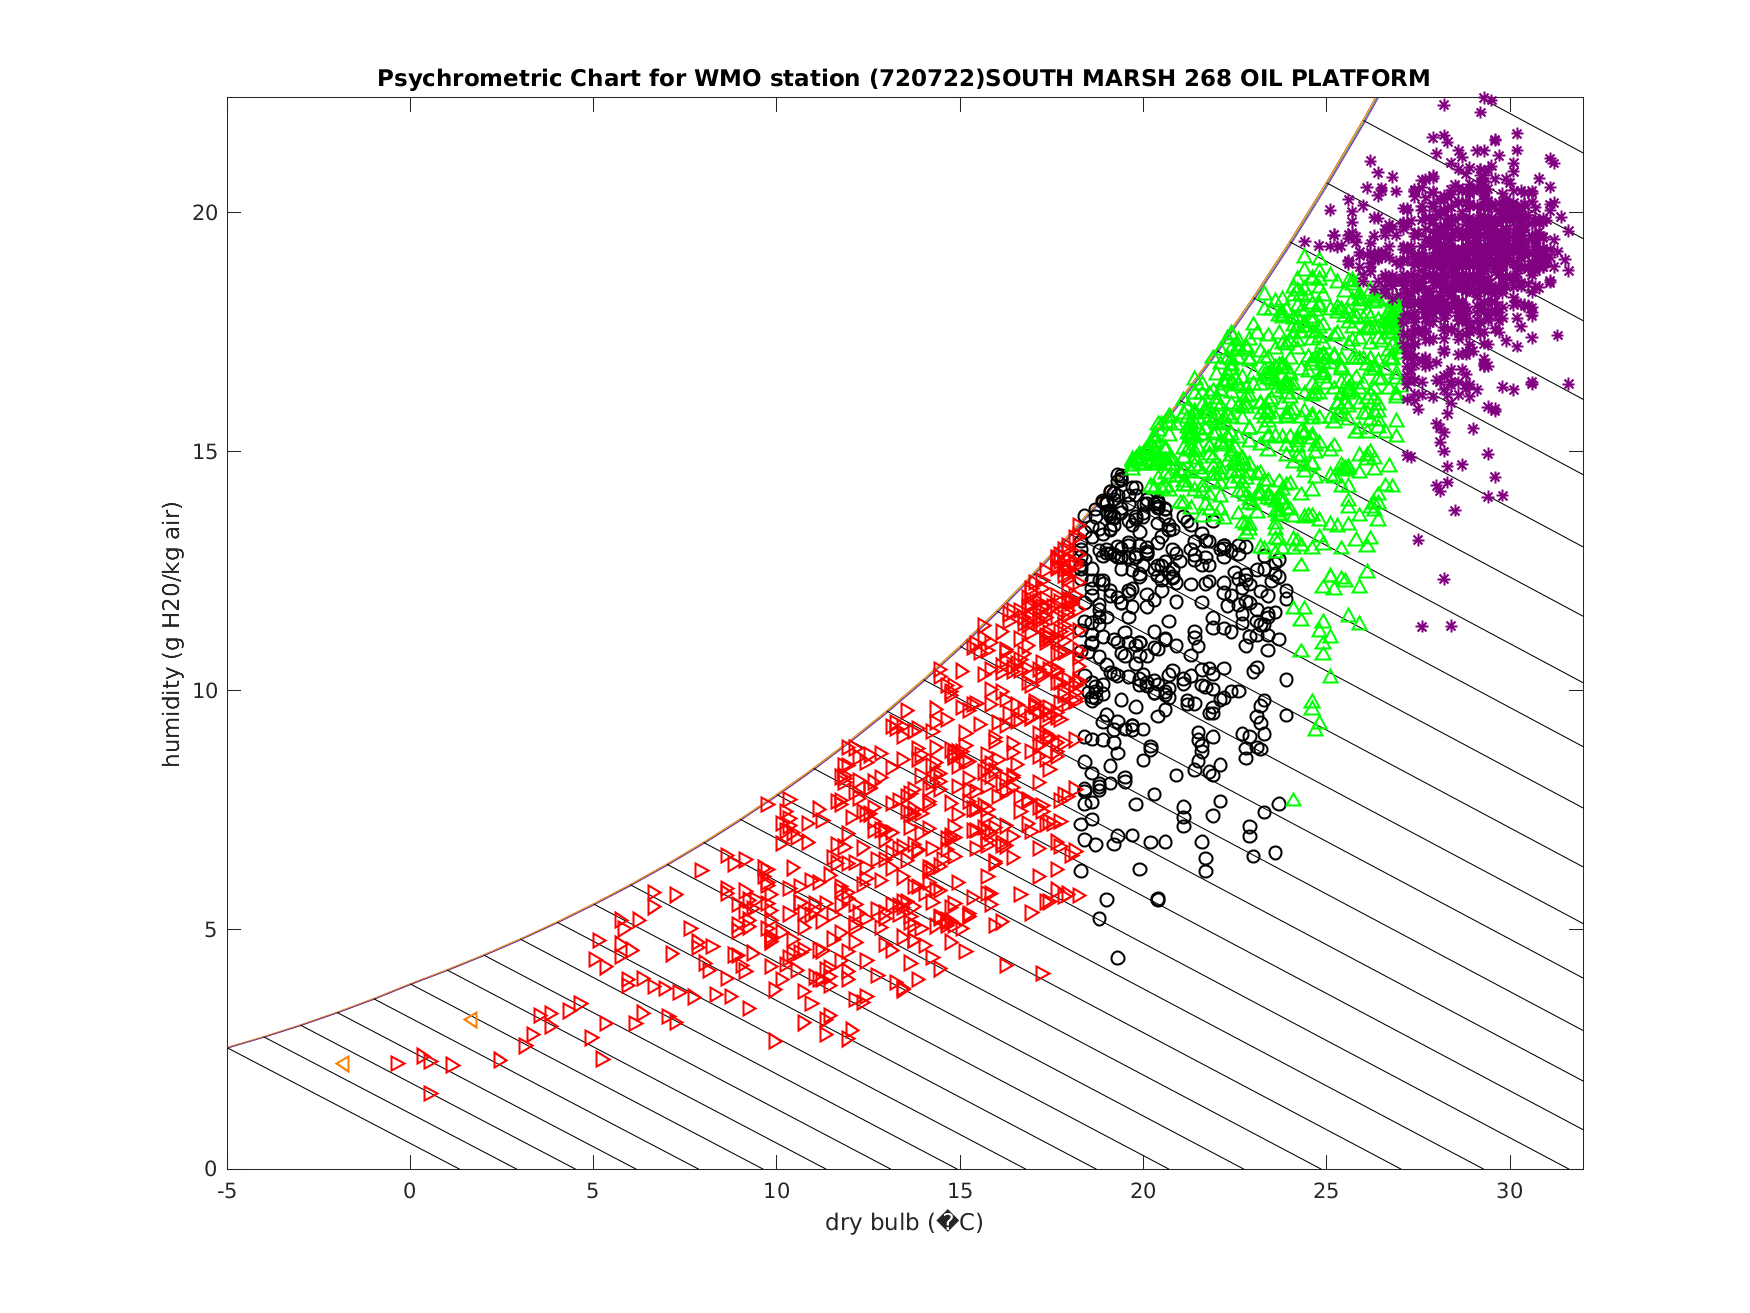 Psychrometric Chart for WMO station (720722)SOUTH MARSH 268 OIL PLATFORM
humidity (g H20/kg air)
20
15
10
5
0
-5 0 5 10 15 20 25 30
dry bulb (�C)